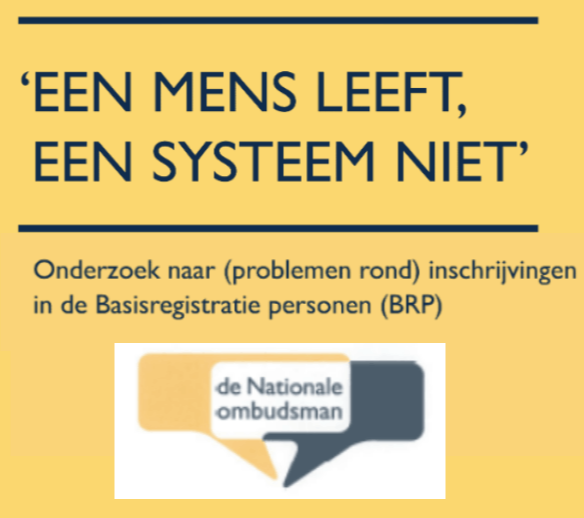 ‘EEN MENS LEEFT,
EEN SYSTEEM NIET’
Onderzoek naar (problemen rond) inschrijvingen
in de Basisregistratie personen (BRP)
de Nationale
ombudsman